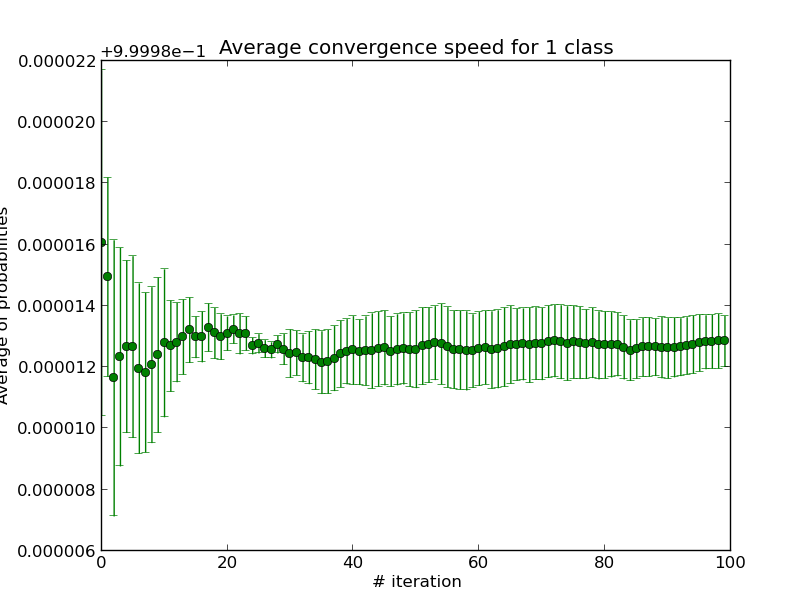 +9.9998e−1
Average convergence speed for 1 class
0.000022
0.000020
0.000018
0.000016
0.000014
0.000012
0.000010
0.000008
0.000006
Average of probabilities
0 20 40 60 80 100
# iteration